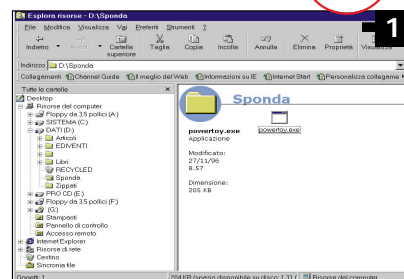 Esplora risorse - D:\Sponda
1
File Modifica Visualizza Vai Preferiti Strumenti ?
Indietro Avanti Cartella superiore Taglia Copia Incolla Annulla Elimina Proprietà Visualizza
Indirizzo D:\Sponda
Collegamenti Channel Guide Il meglio del Web Informazioni su IE Internet Start Personalizza collegame
Tutte le cartelle
Desktop
Risorse del computer
Floppy da 3,5 pollici (A:)
SISTEMA (C:)
DATI (D:)
Articoli
EDIVENTI
Libri
RECYCLED
Sponda
Zippati
PRO CD (E:)
Floppy da 3,5 pollici (F:)
(G:)
Stampanti
Pannello di controllo
Accesso remoto
Internet Explorer
Risorse di rete
Cestino
Sincronia file
Sponda
powertoy.exe
Applicazione
Modificato:
27/11/96
8.57
Dimensione:
205 KB
powertoy.exe
Oggetti: 1
204 KB (spazio disponibile su disco: 1,31 (
Risorse del computer